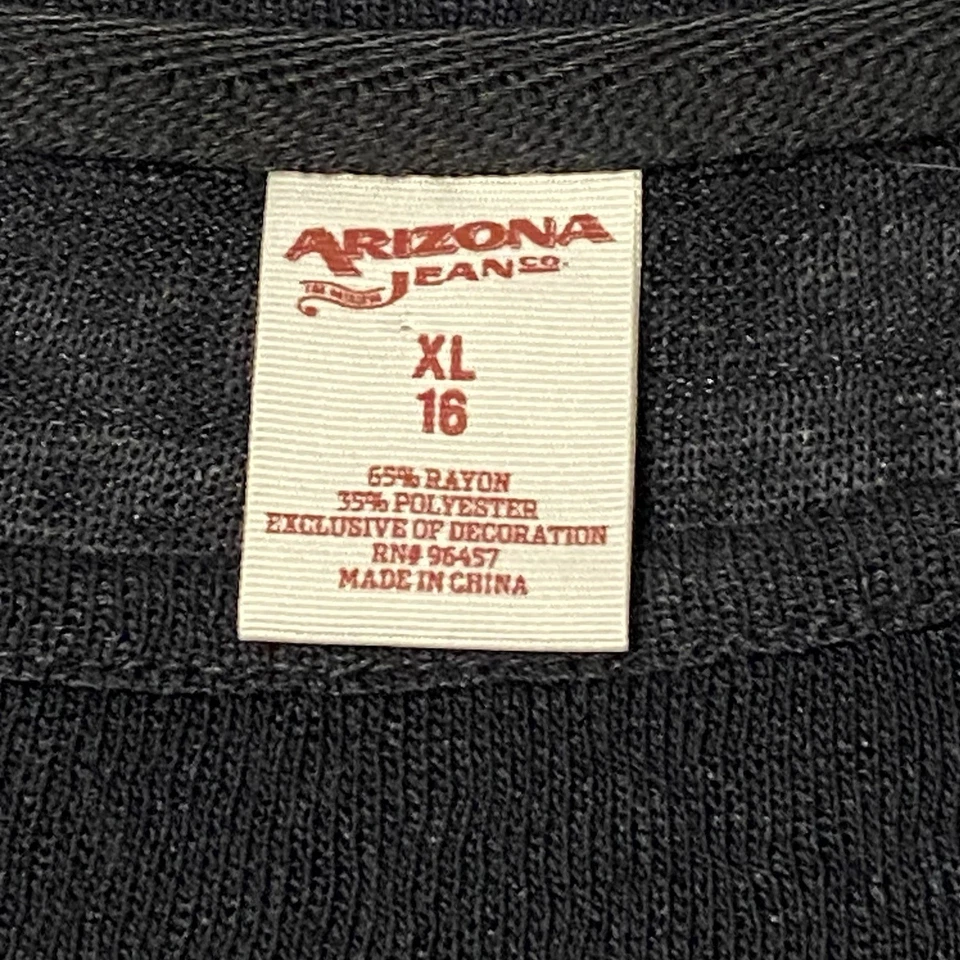 ARIZONA
JEAN CO.
XL
16
65% RAYON
35% POLYESTER
EXCLUSIVE OF DECORATION
RN# 96457
MADE IN CHINA